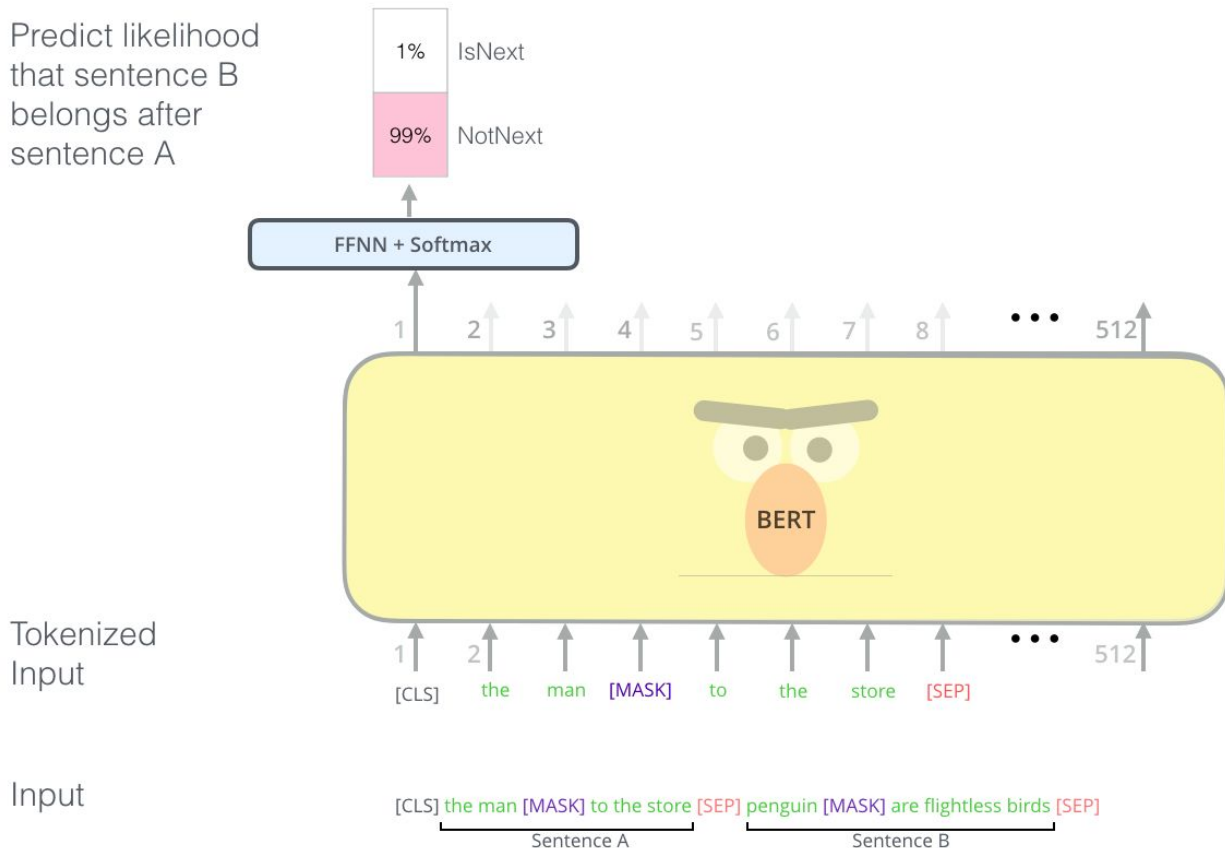 Predict likelihood
that sentence B
belongs after
sentence A
1% IsNext
99% NotNext
FFNN + Softmax
1 2 3 4 5 6 7 8 ••• 512
BERT
Tokenized
Input
1 2 ••• 512
[CLS] the man [MASK] to the store [SEP]
Input
[CLS] the man [MASK] to the store [SEP] penguin [MASK] are flightless birds [SEP]
Sentence A Sentence B